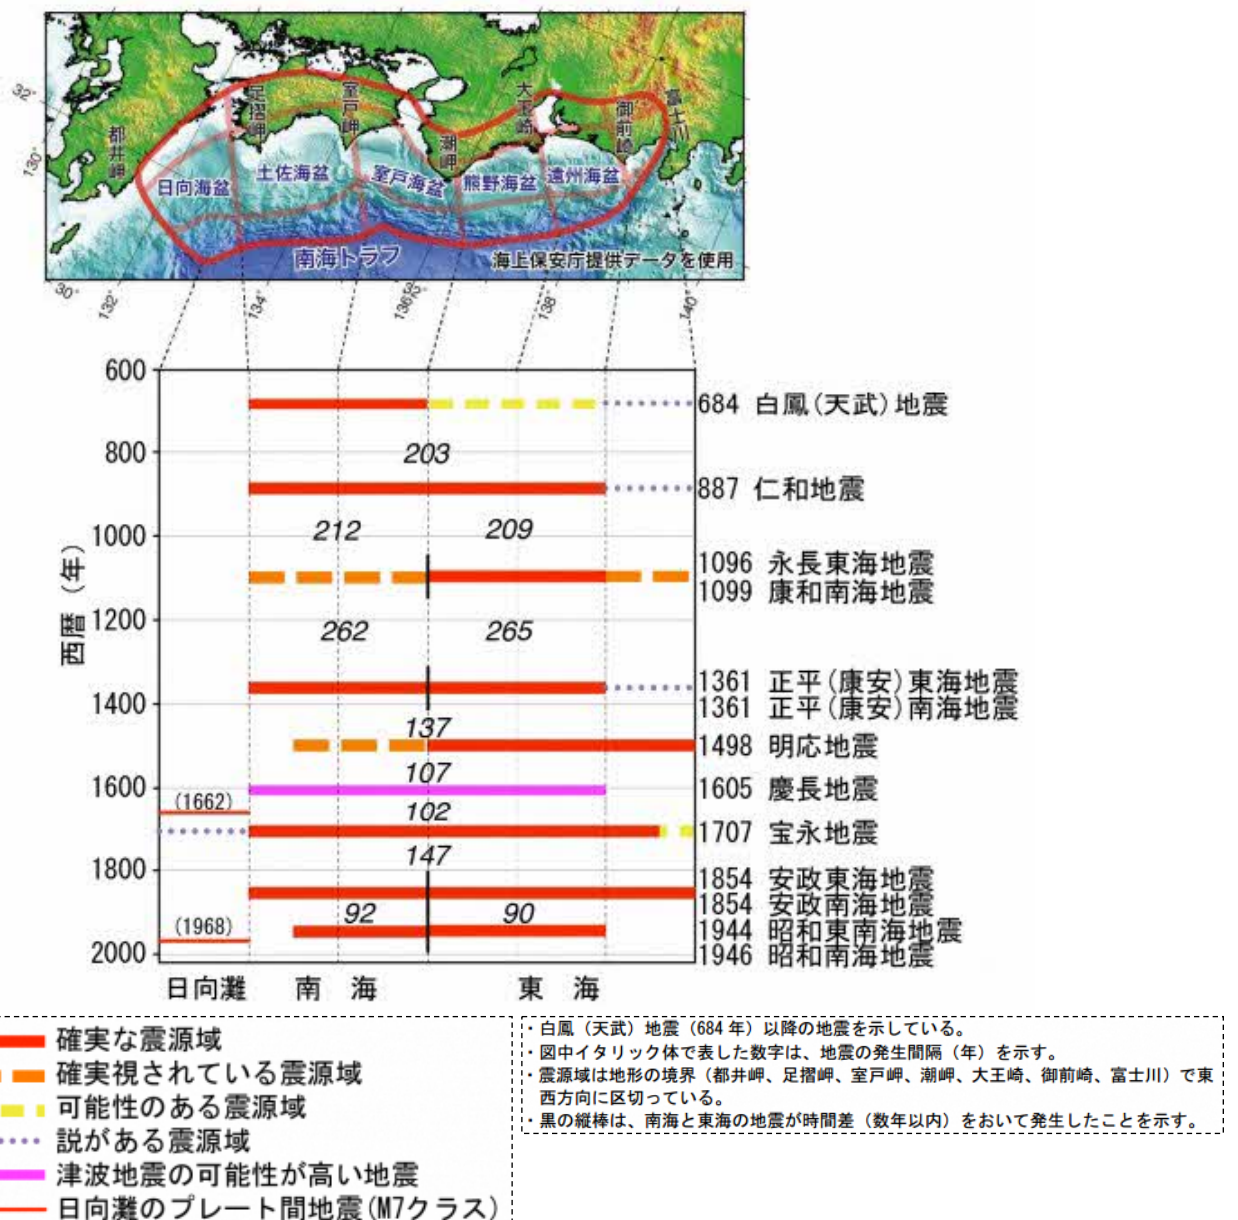 32°
130°
都井岬
足摺岬
室戸岬
潮岬
大王崎
御前崎
富士川
日向海盆
土佐海盆
室戸海盆
熊野海盆
遠州海盆
南海トラフ
海上保安庁提供データを使用
30°
132°
134°
136°
138°
140°
西暦(年)
600
800
1000
1200
1400
1600
1800
2000
203
212 209
262 265
137
107
102
147
92 90
(1662)
(1968)
684 白鳳(天武)地震
887 仁和地震
1096 永長東海地震
1099 康和南海地震
1361 正平(康安)東海地震
1361 正平(康安)南海地震
1498 明応地震
1605 慶長地震
1707 宝永地震
1854 安政東海地震
1854 安政南海地震
1944 昭和東南海地震
1946 昭和南海地震
日向灘 南 海 東 海
確実な震源域
確実視されている震源域
可能性のある震源域
説がある震源域
津波地震の可能性が高い地震
日向灘のプレート間地震(M7クラス)
・白鳳(天武)地震(684年)以降の地震を示している。
・図中イタリック体で表した数字は、地震の発生間隔(年)を示す。
・震源域は地形の境界(都井岬、足摺岬、室戸岬、潮岬、大王崎、御前崎、富士川)で東
西方向に区切っている。
・黒の縦棒は、南海と東海の地震が時間差(数年以内)をおいて発生したことを示す。